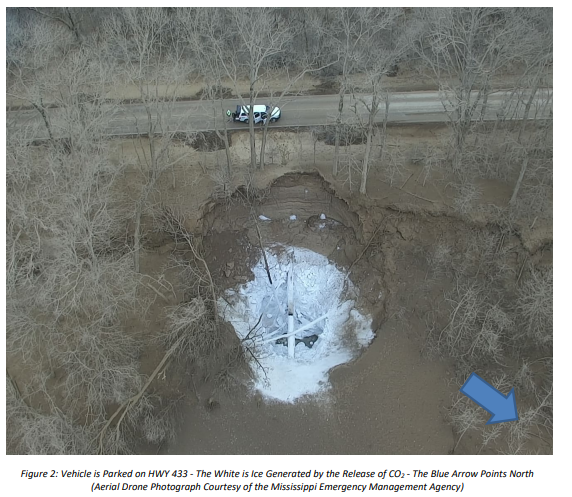 Figure 2: Vehicle is Parked on HWY 433 - The White is Ice Generated by the Release of CO₂ - The Blue Arrow Points North
(Aerial Drone Photograph Courtesy of the Mississippi Emergency Management Agency)